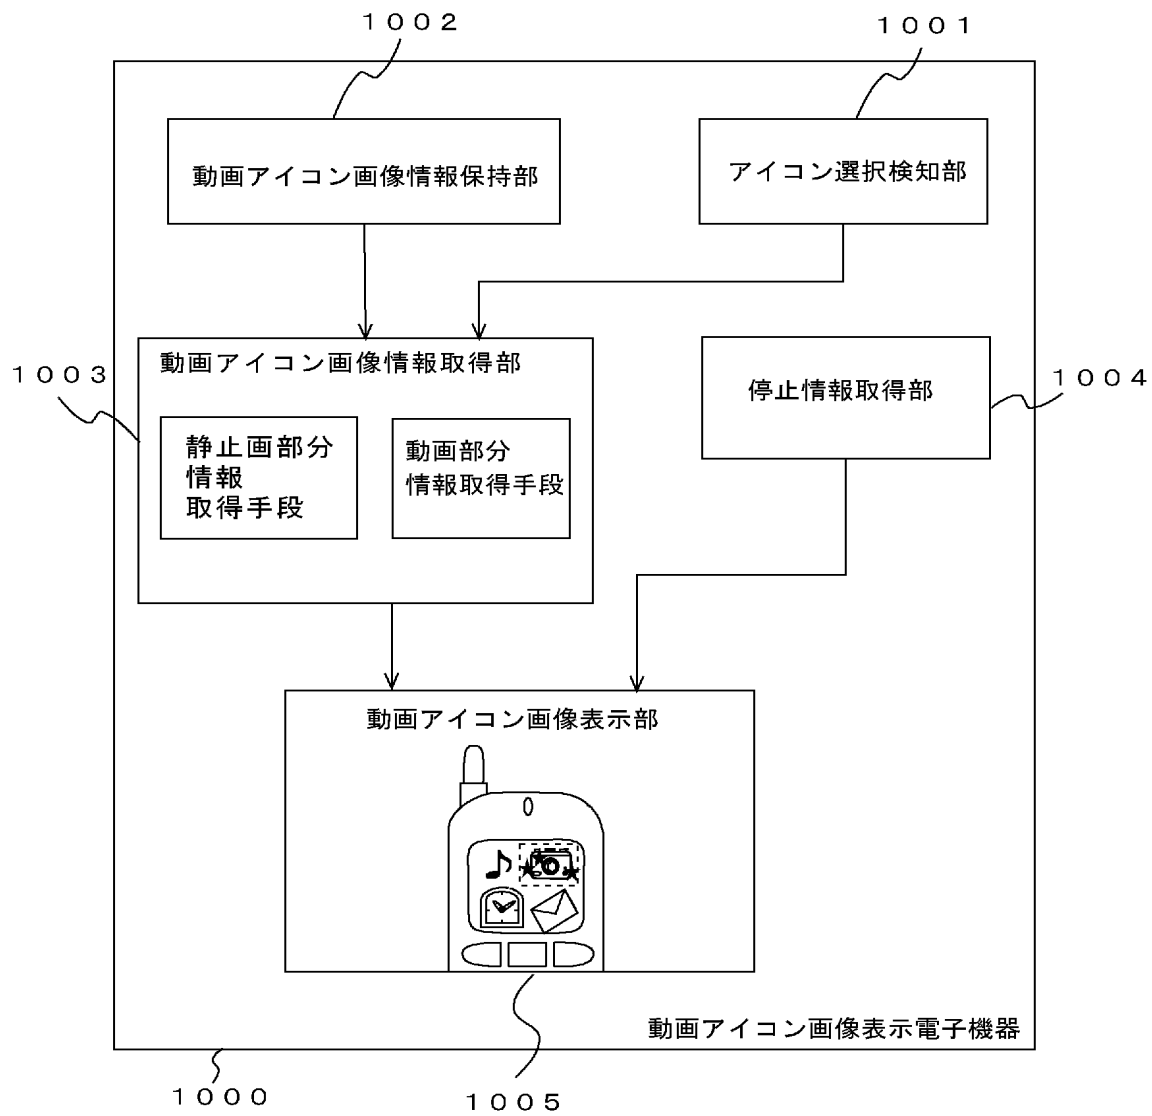 １００２
１００１
動画アイコン画像情報保持部
アイコン選択検知部
動画アイコン画像情報取得部
１００３
静止画部分
情報
取得手段
動画部分
情報取得手段
停止情報取得部
１００４
動画アイコン画像表示部
動画アイコン画像表示電子機器
１０００
１００５